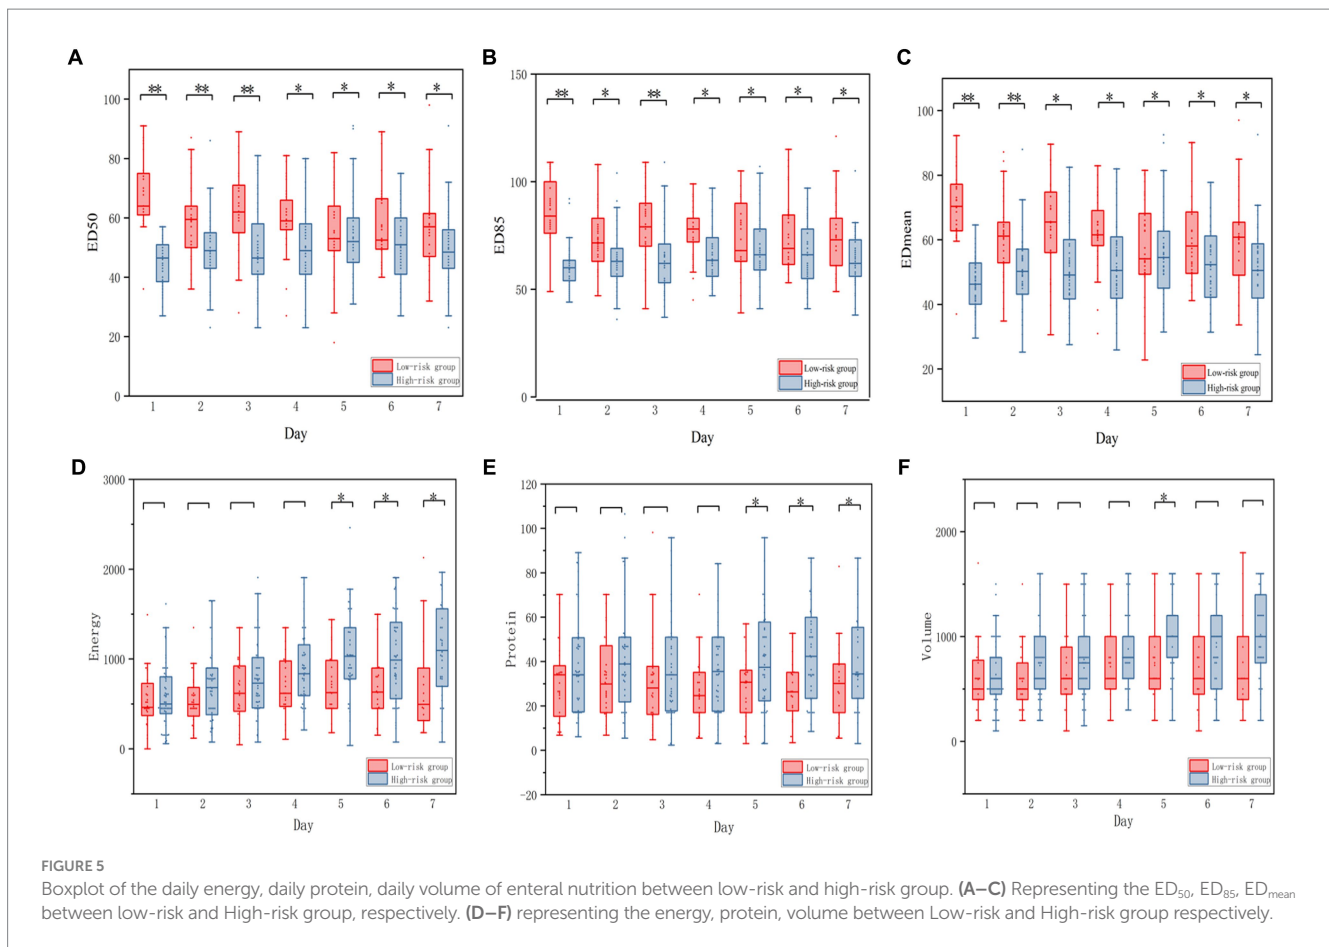 A
**
**
**
*
*
*
*
100
80
60
40
20
0
ED50
Low-risk group
High-risk group
1 2 3 4 5 6 7
Day
B
**
*
**
*
*
*
*
150
100
50
0
ED85
Low-risk group
High-risk group
1 2 3 4 5 6 7
Day
C
**
**
*
*
*
*
*
100
80
60
40
20
EDmean
Low-risk group
High-risk group
1 2 3 4 5 6 7
Day
D
*
*
*
3000
2000
1000
0
Energy
Low-risk group
High-risk group
1 2 3 4 5 6 7
Day
E
*
*
*
120
100
80
60
40
20
0
-20
Protein
Low-risk group
High-risk group
1 2 3 4 5 6 7
Day
F
*
2000
1000
0
Volume
Low-risk group
High-risk group
1 2 3 4 5 6 7
Day
FIGURE 5
Boxplot of the daily energy, daily protein, daily volume of enteral nutrition between low-risk and high-risk group. (A–C) Representing the ED50, ED85, EDmean
between low-risk and High-risk group, respectively. (D–F) representing the energy, protein, volume between Low-risk and High-risk group respectively.